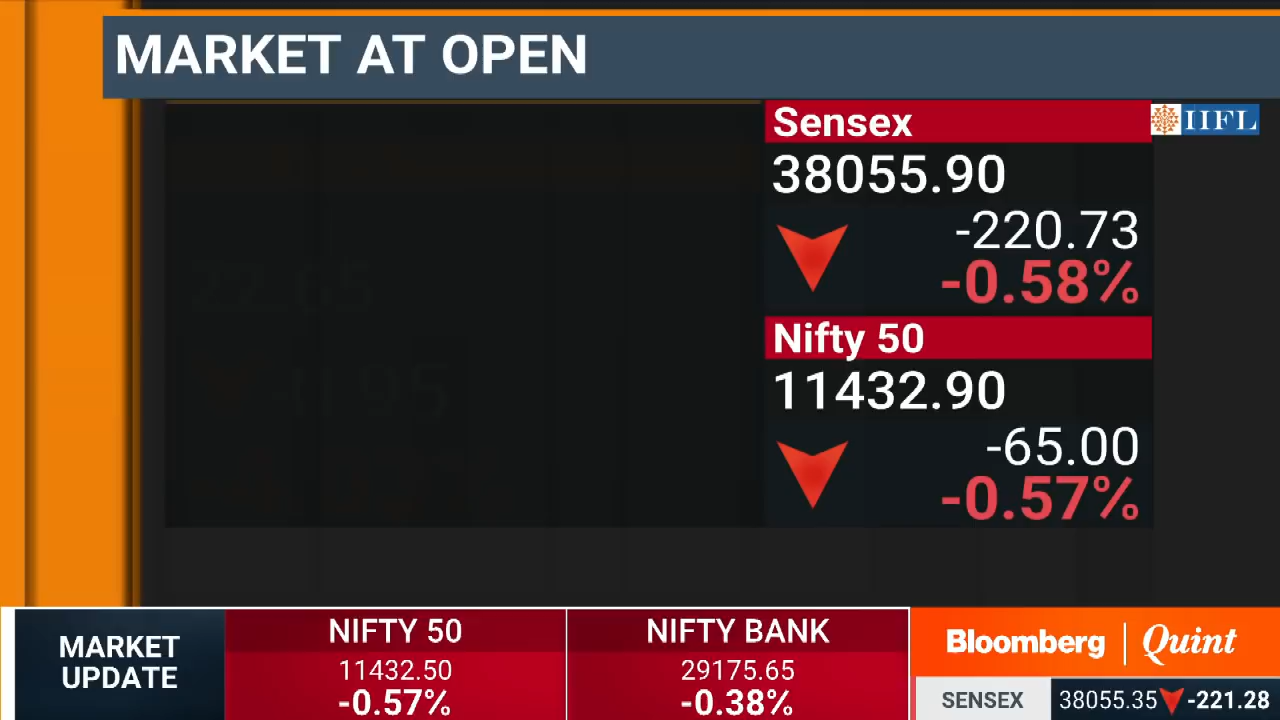 MARKET AT OPEN
IIFL
Sensex
38055.90
-220.73
-0.58%
Nifty 50
11432.90
-65.00
-0.57%
MARKET
UPDATE
NIFTY 50
11432.50
-0.57%
NIFTY BANK
29175.65
-0.38%
Bloomberg | Quint
SENSEX 38055.35 -221.28